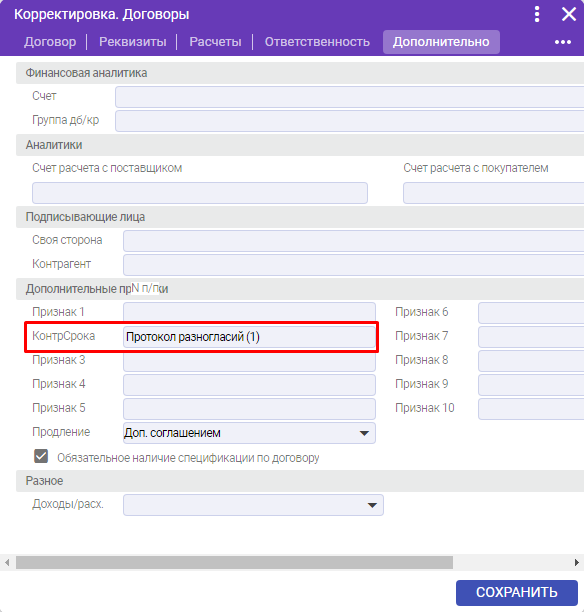 Корректировка. Договоры
Договор Реквизиты Расчеты Ответственность Дополнительно
Финансовая аналитика
Счет
Группа дб/кр
Аналитики
Счет расчета с поставщиком Счет расчета с покупателем
Подписывающие лица
Своя сторона
Контрагент
Дополнительные
N п/п
Признак 1 Признак 6
КонтрСрока Протокол разногласий (1) Признак 7
Признак 3 Признак 8
Признак 4 Признак 9
Признак 5 Признак 10
Продление Доп. соглашением
Обязательное наличие спецификации по договору
Разное
Доходы/расх.
СОХРАНИТЬ